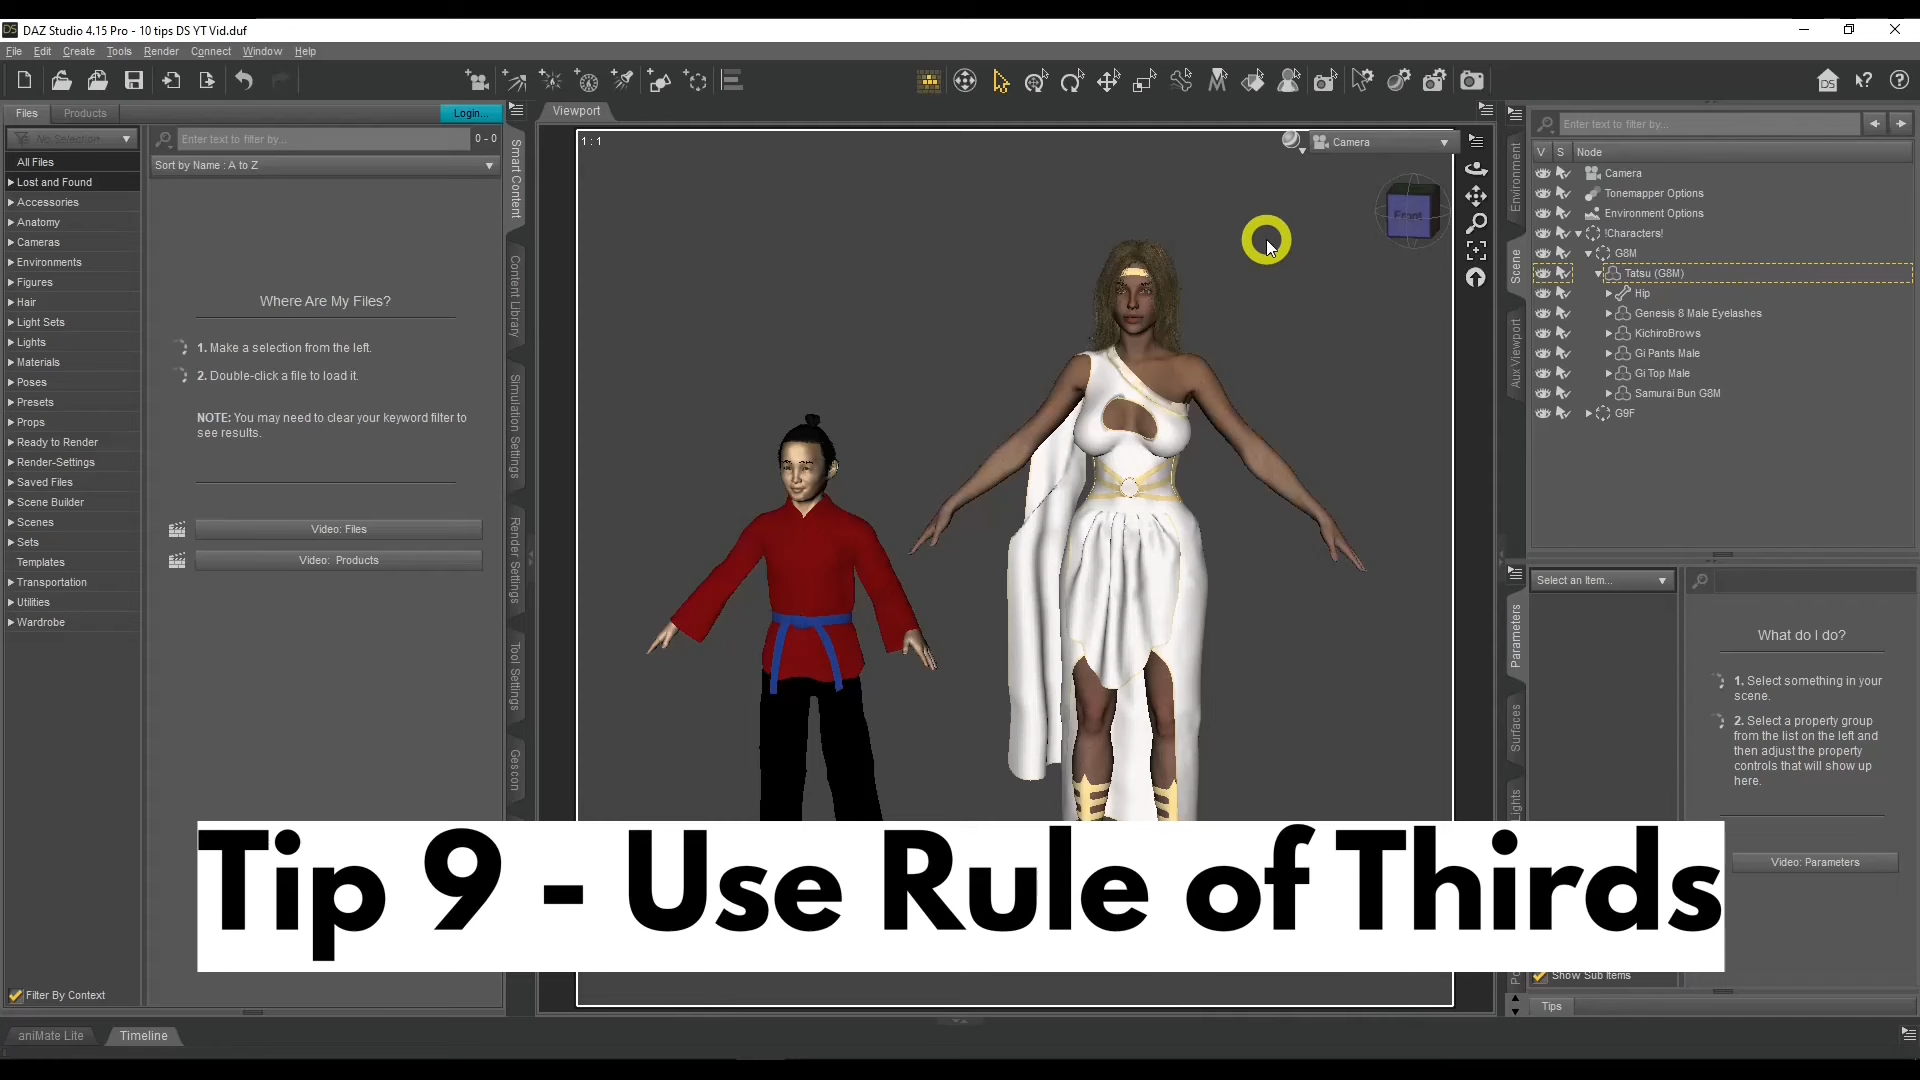 DAZ Studio 4.15 Pro - 10 tips DS YT Vid.duf
File Edit Create Tools Render Connect Window Help
Files Products Login...
No Selection...
Enter text to filter by... 0 - 0
Sort by Name : A to Z
All Files
Lost and Found
Accessories
Anatomy
Cameras
Environments
Figures
Hair
Light Sets
Lights
Materials
Poses
Presets
Props
Ready to Render
Render-Settings
Saved Files
Scene Builder
Scenes
Sets
Templates
Transportation
Utilities
Wardrobe
Filter By Context
Where Are My Files?
1. Make a selection from the left.
2. Double-click a file to load it.
NOTE: You may need to clear your keyword filter to
see results.
Video: Files
Video: Products
Smart Content
Content Library
Simulation Settings
Render Settings
Tool Settings
Gescon
Viewport
1 : 1
Camera
Front
Environment
Scene
Aux Viewport
Enter text to filter by...
V S Node
Camera
Tonemapper Options
Environment Options
!Characters!
G8M
Tatsu (G8M)
Hip
Genesis 8 Male Eyelashes
KichiroBrows
Gi Pants Male
Gi Top Male
Samurai Bun G8M
G9F
Parameters
Surfaces
Lights
Select an Item...
What do I do?
1. Select something in your
scene.
2. Select a property group
from the list on the left and
then adjust the property
controls that will show up
here.
Video: Parameters
Show Sub Items
Tips
Tip 9 - Use Rule of Thirds
aniMate Lite Timeline